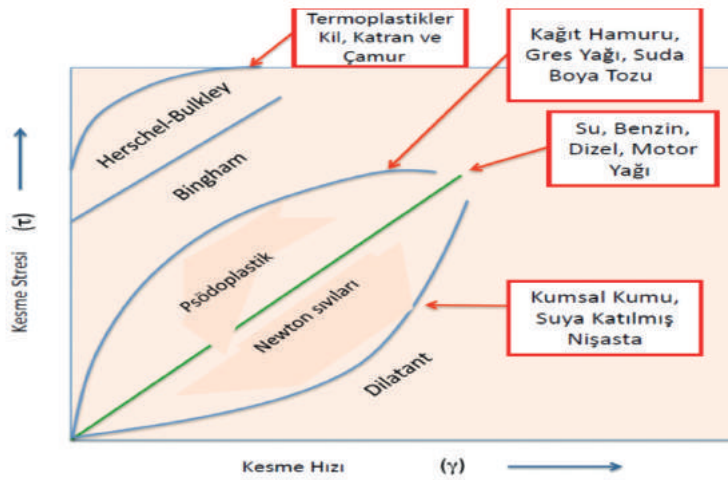 Termoplastikler
Kil, Katran ve
Çamur
Kağıt Hamuru,
Gres Yağı, Suda
Boya Tozu
Su, Benzin,
Dizel, Motor
Yağı
Kumsal Kumu,
Suya Katılmış
Nişasta
Herschel-Bulkley
Bingham
Psödoplastik
Newton sıvıları
Dilatant
Kesme Stresi (τ)
Kesme Hızı (γ)